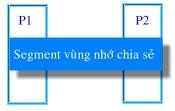 P1 P2
Segment vùng nhớ chia sẻ